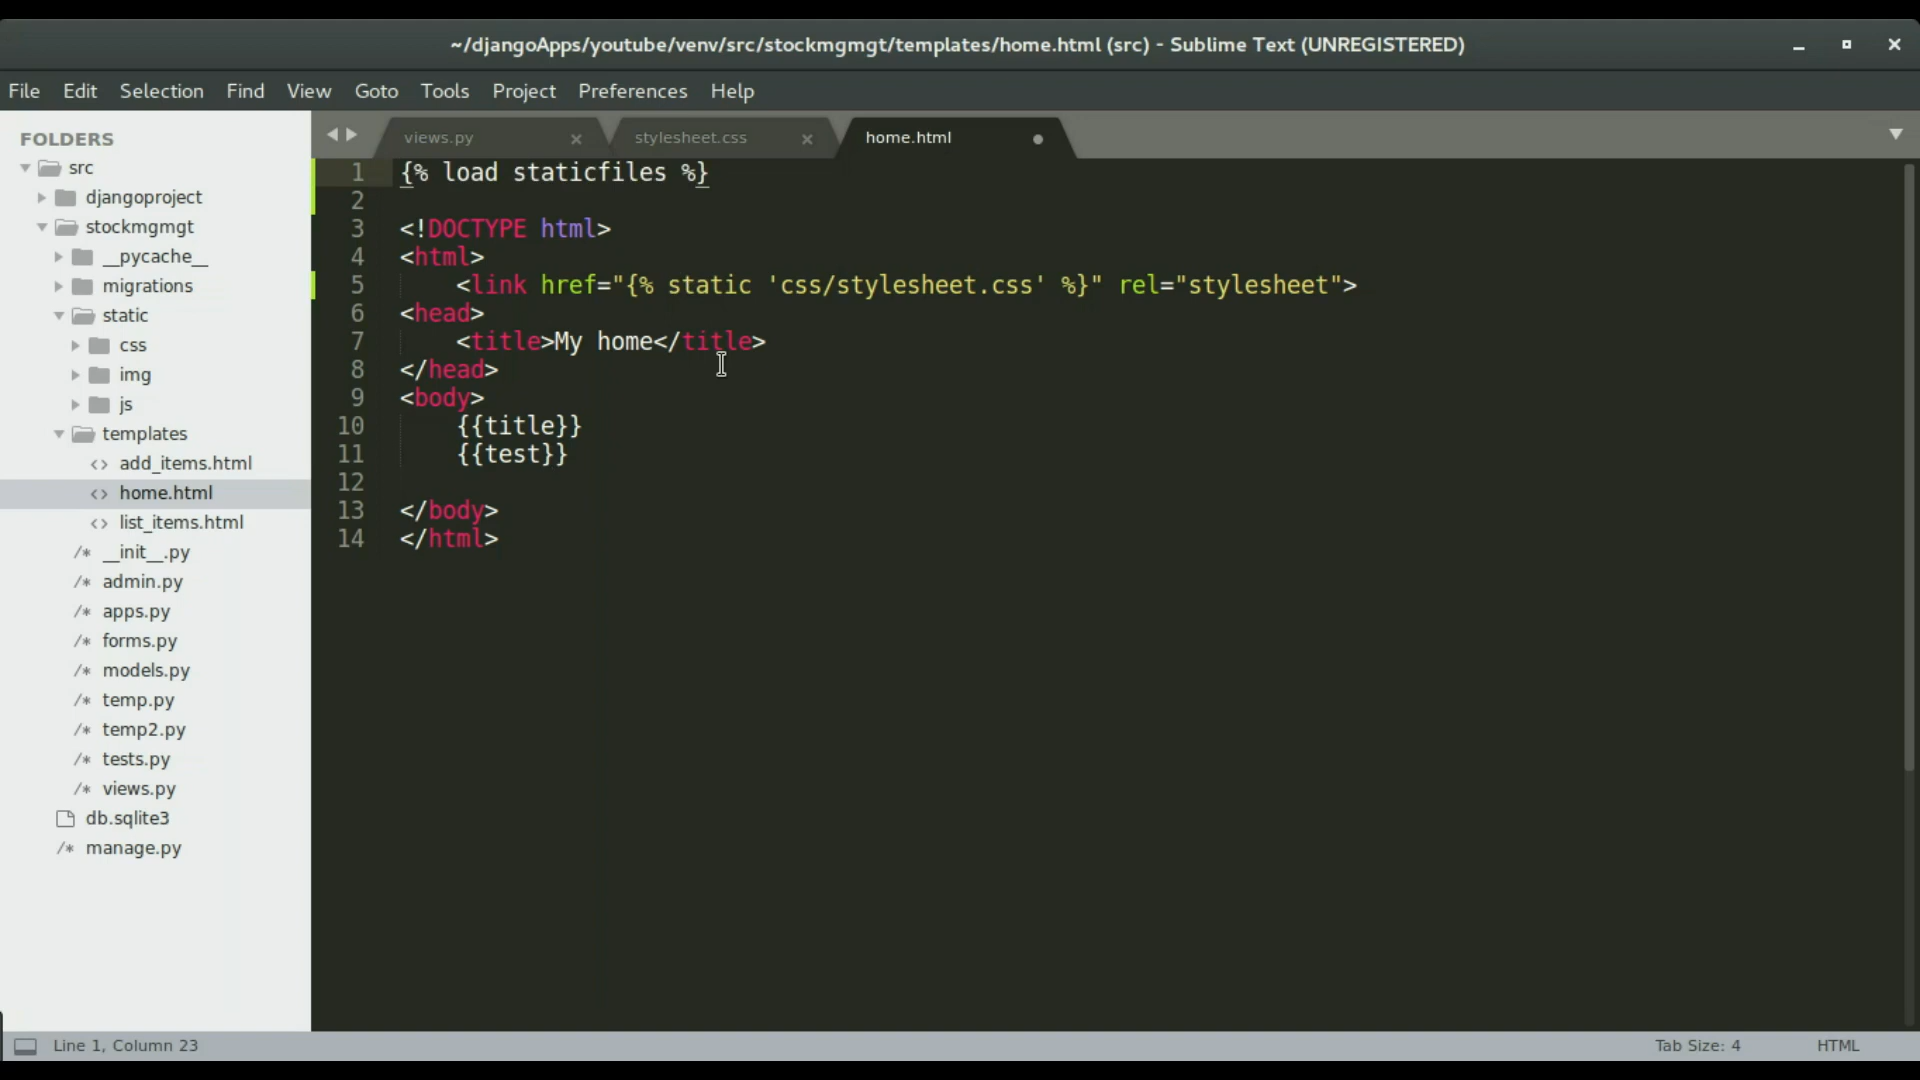 ~/djangoApps/youtube/venv/src/stockmgmgt/templates/home.html (src) - Sublime Text (UNREGISTERED)
File Edit Selection Find View Goto Tools Project Preferences Help
FOLDERS
src
djangoproject
stockmgmgt
__pycache__
migrations
static
css
img
js
templates
add_items.html
home.html
list_items.html
/* __init__.py
/* admin.py
/* apps.py
/* forms.py
/* models.py
/* temp.py
/* temp2.py
/* tests.py
/* views.py
db.sqlite3
/* manage.py
views.py stylesheet.css home.html
1 {% load staticfiles %}
2
3 <!DOCTYPE html>
4 <html>
5 <link href="{% static 'css/stylesheet.css' %}" rel="stylesheet">
6 <head>
7 <title>My home</title>
8 </head>
9 <body>
10 {{title}}
11 {{test}}
12
13 </body>
14 </html>
Line 1, Column 23 Tab Size: 4 HTML